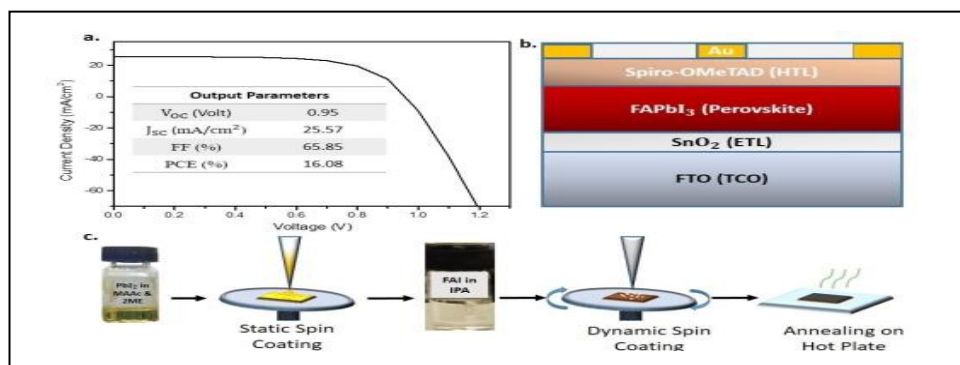 a.
Current Density (mA/cm²)
20
0
-20
-40
-60
Output Parameters
V_OC (Volt) 0.95
J_SC (mA/cm²) 25.57
FF (%) 65.85
PCE (%) 16.08
0.0 0.2 0.4 0.6 0.8 1.0 1.2
Voltage (V)
b.
Au
Spiro-OMeTAD (HTL)
FAPbI₃ (Perovskite)
SnO₂ (ETL)
FTO (TCO)
c.
PbI₂ in
MAAc &
2ME
Static Spin
Coating
FAI in
IPA
Dynamic Spin
Coating
Annealing on
Hot Plate